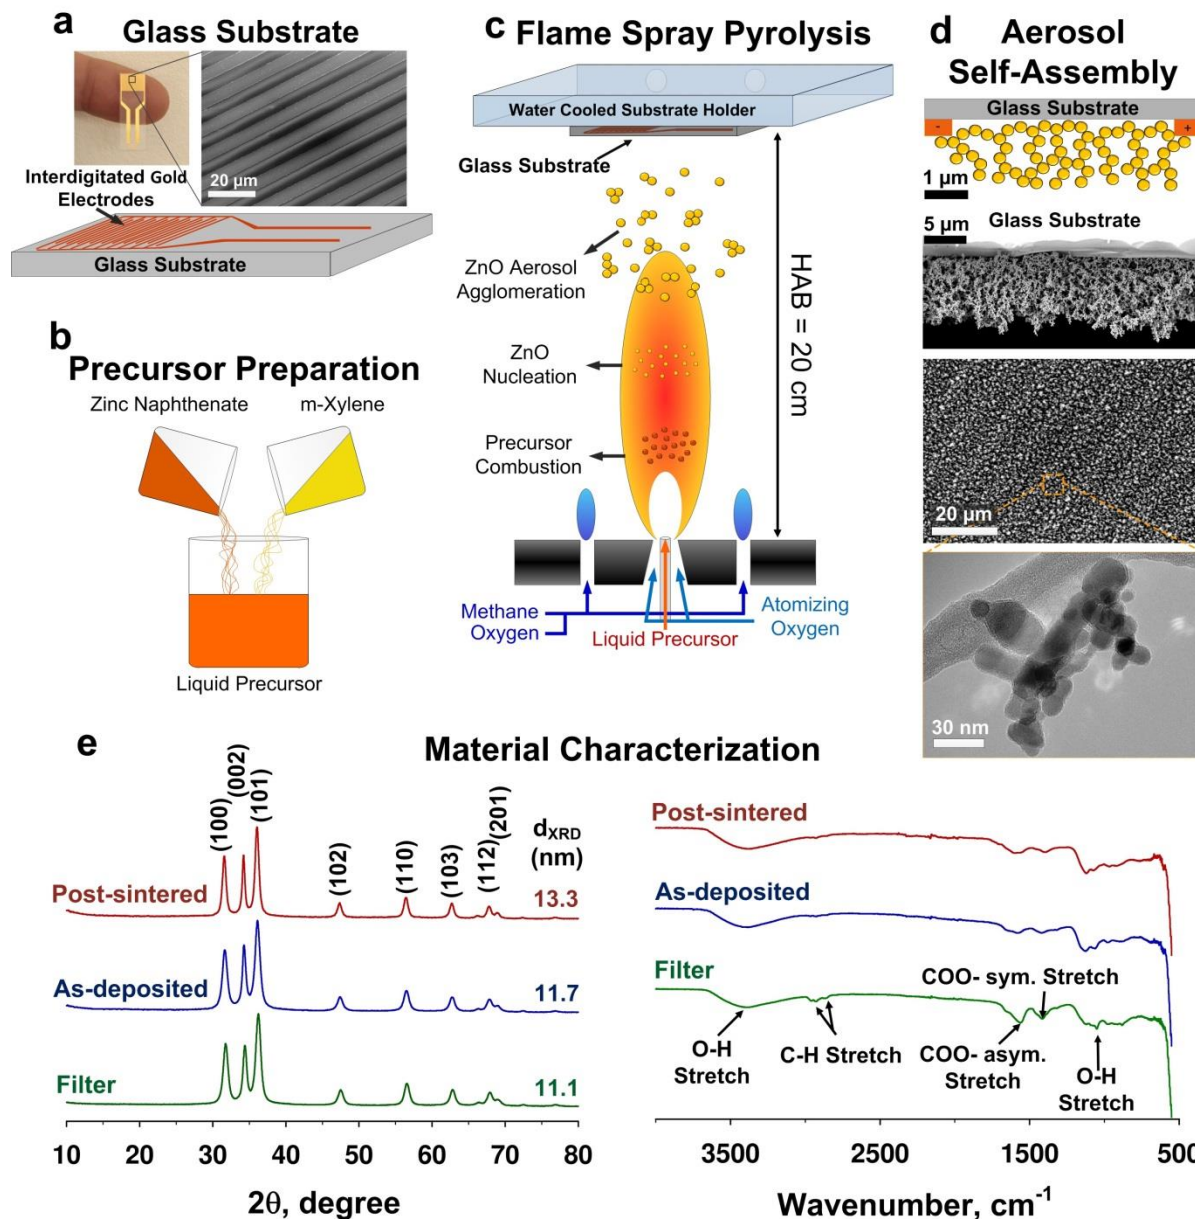 a
Glass Substrate
20 µm
Interdigitated Gold
Electrodes
Glass Substrate
b
Precursor Preparation
Zinc Naphthenate
m-Xylene
Liquid Precursor
c
Flame Spray Pyrolysis
Water Cooled Substrate Holder
Glass Substrate
ZnO Aerosol
Agglomeration
ZnO
Nucleation
Precursor
Combustion
HAB = 20 cm
Methane
Oxygen
Liquid Precursor
Atomizing
Oxygen
d
Aerosol
Self-Assembly
Glass Substrate
-
+
1 µm
5 µm
Glass Substrate
20 µm
30 nm
e
Material Characterization
(100)
(002)
(101)
(102)
(110)
(103)
(112)
(201)
dXRD
(nm)
Post-sintered
13.3
As-deposited
11.7
Filter
11.1
10 20 30 40 50 60 70 80
2θ, degree
Post-sintered
As-deposited
Filter
O-H
Stretch
C-H Stretch
COO- sym. Stretch
COO- asym.
Stretch
O-H
Stretch
3500 2500 1500 500
Wavenumber, cm-1